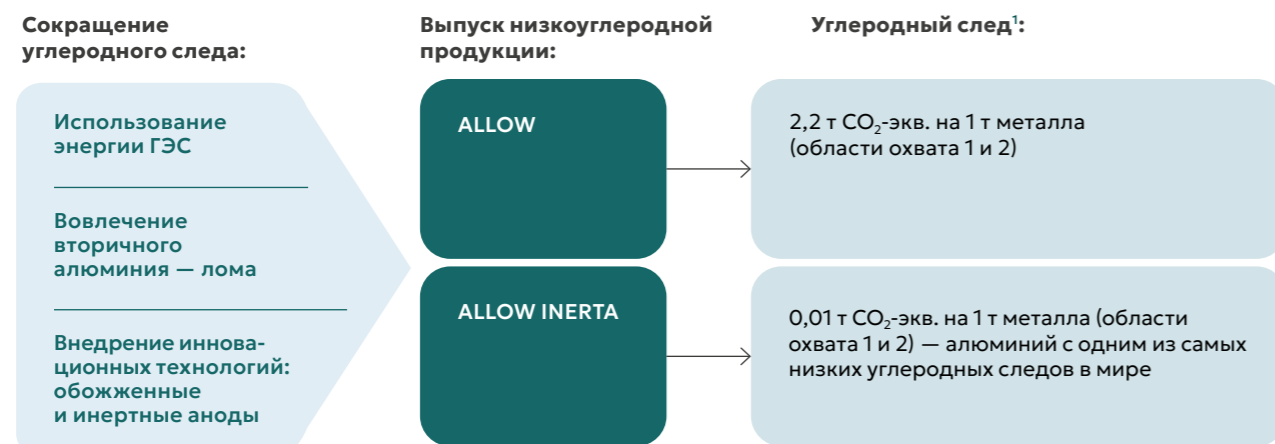 Сокращение
углеродного следа:
Использование
энергии ГЭС
Вовлечение
вторичного
алюминия — лома
Внедрение иннова-
ционных технологий:
обожженные
и инертные аноды
Выпуск низкоуглеродной
продукции:
ALLOW
ALLOW INERTA
Углеродный след¹:
2,2 т CO₂-экв. на 1 т металла
(области охвата 1 и 2)
0,01 т CO₂-экв. на 1 т металла (области
охвата 1 и 2) — алюминий с одним из самых
низких углеродных следов в мире